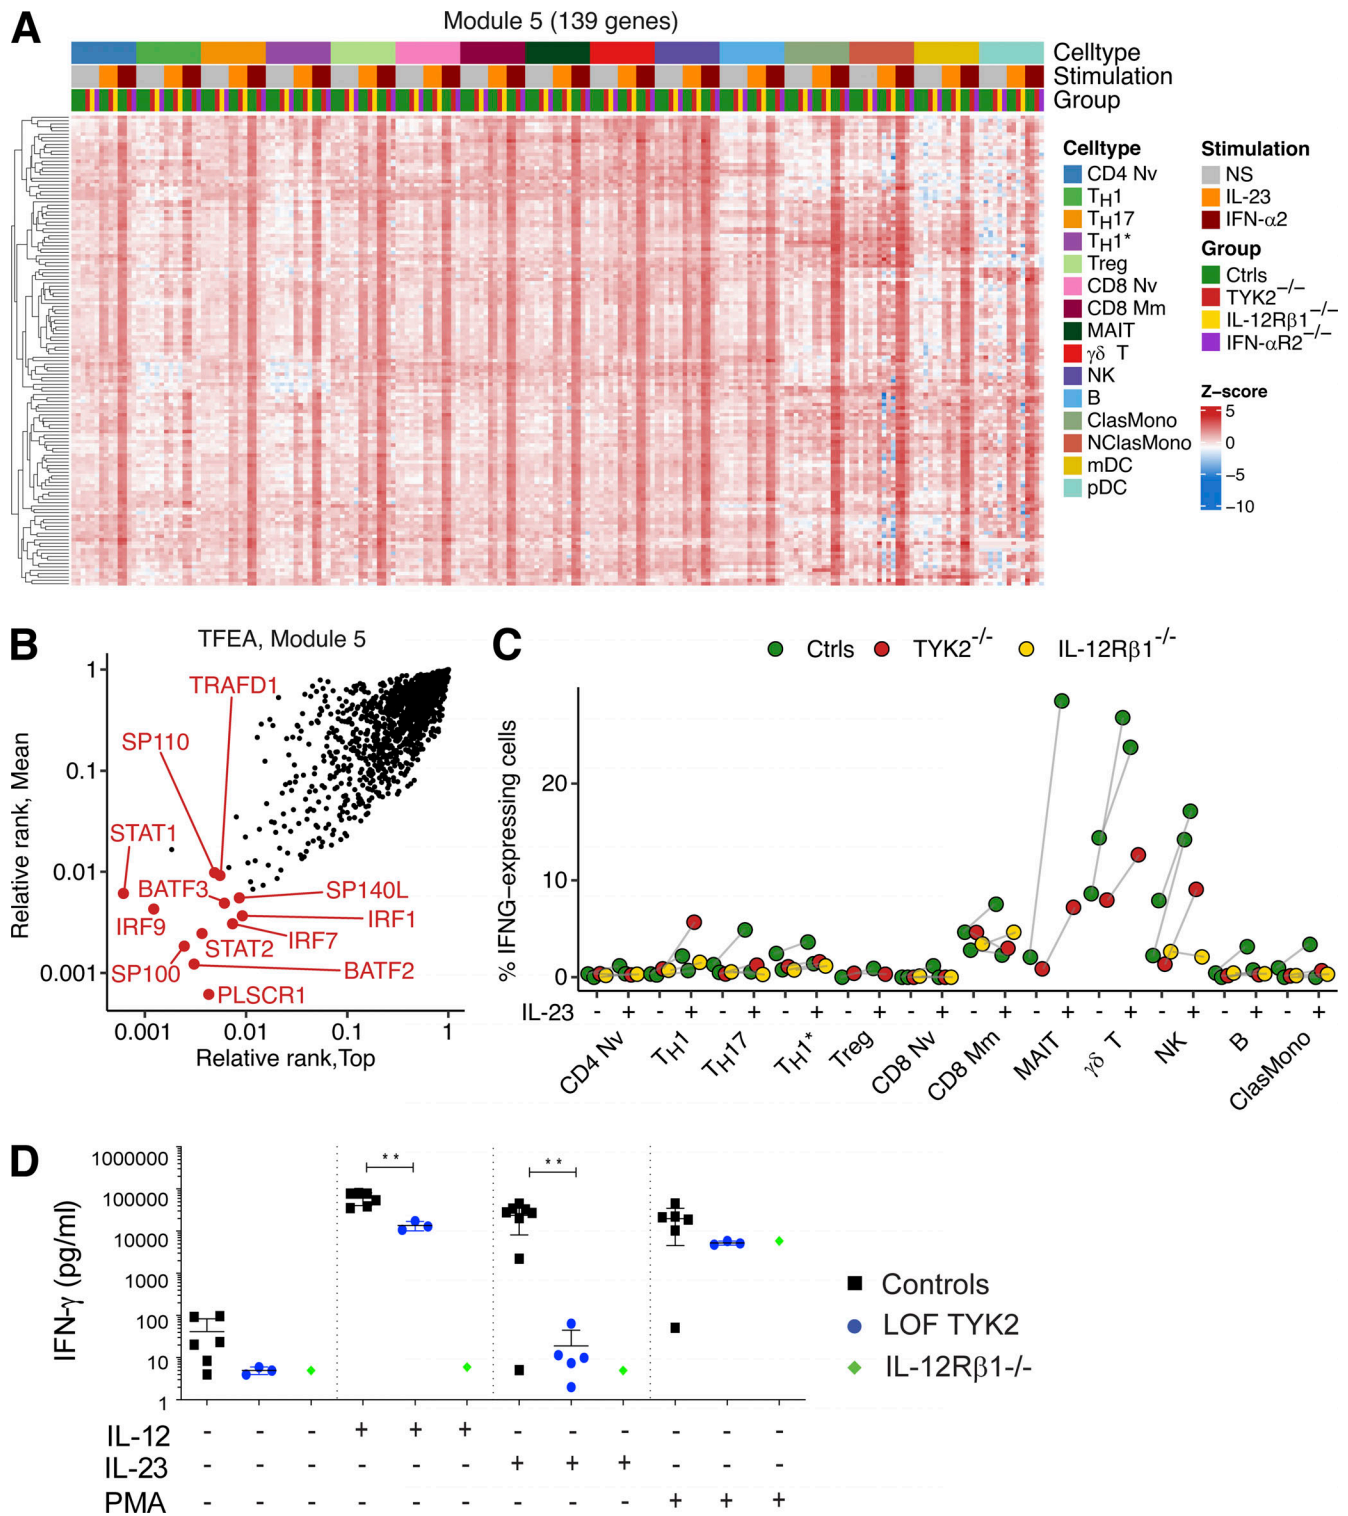 A
Module 5 (139 genes)
Celltype
Stimulation
Group
Celltype
CD4 Nv
TH1
TH17
TH1*
Treg
CD8 Nv
CD8 Mm
MAIT
γδ T
NK
B
ClasMono
NClasMono
mDC
pDC
Stimulation
NS
IL-23
IFN-α2
Group
Ctrls
TYK2−/−
IL-12Rβ1−/−
IFN-αR2−/−
Z-score
5
0
−5
−10
B
TFEA, Module 5
Relative rank, Mean
1
0.1
0.01
0.001
TRAFD1
SP110
STAT1
BATF3
SP140L
IRF9
IRF1
IRF7
STAT2
SP100
BATF2
PLSCR1
0.001
0.01
0.1
1
Relative rank,Top
C
Ctrls
TYK2-/-
IL-12Rβ1-/-
% IFNG–expressing cells
20
10
0
IL-23 - + - + - + - + - + - + - + - + - + - + - + - +
CD4 Nv
TH1
TH17
TH1*
Treg
CD8 Nv
CD8 Mm
MAIT
γδ T
NK
B
ClasMono
D
IFN-γ (pg/ml)
1000000
100000
10000
1000
100
10
1
**
**
Controls
LOF TYK2
IL-12Rβ1-/-
IL-12 - - - + + + - - - - - -
IL-23 - - - - - - + + + - - -
PMA - - - - - - - - - + + +